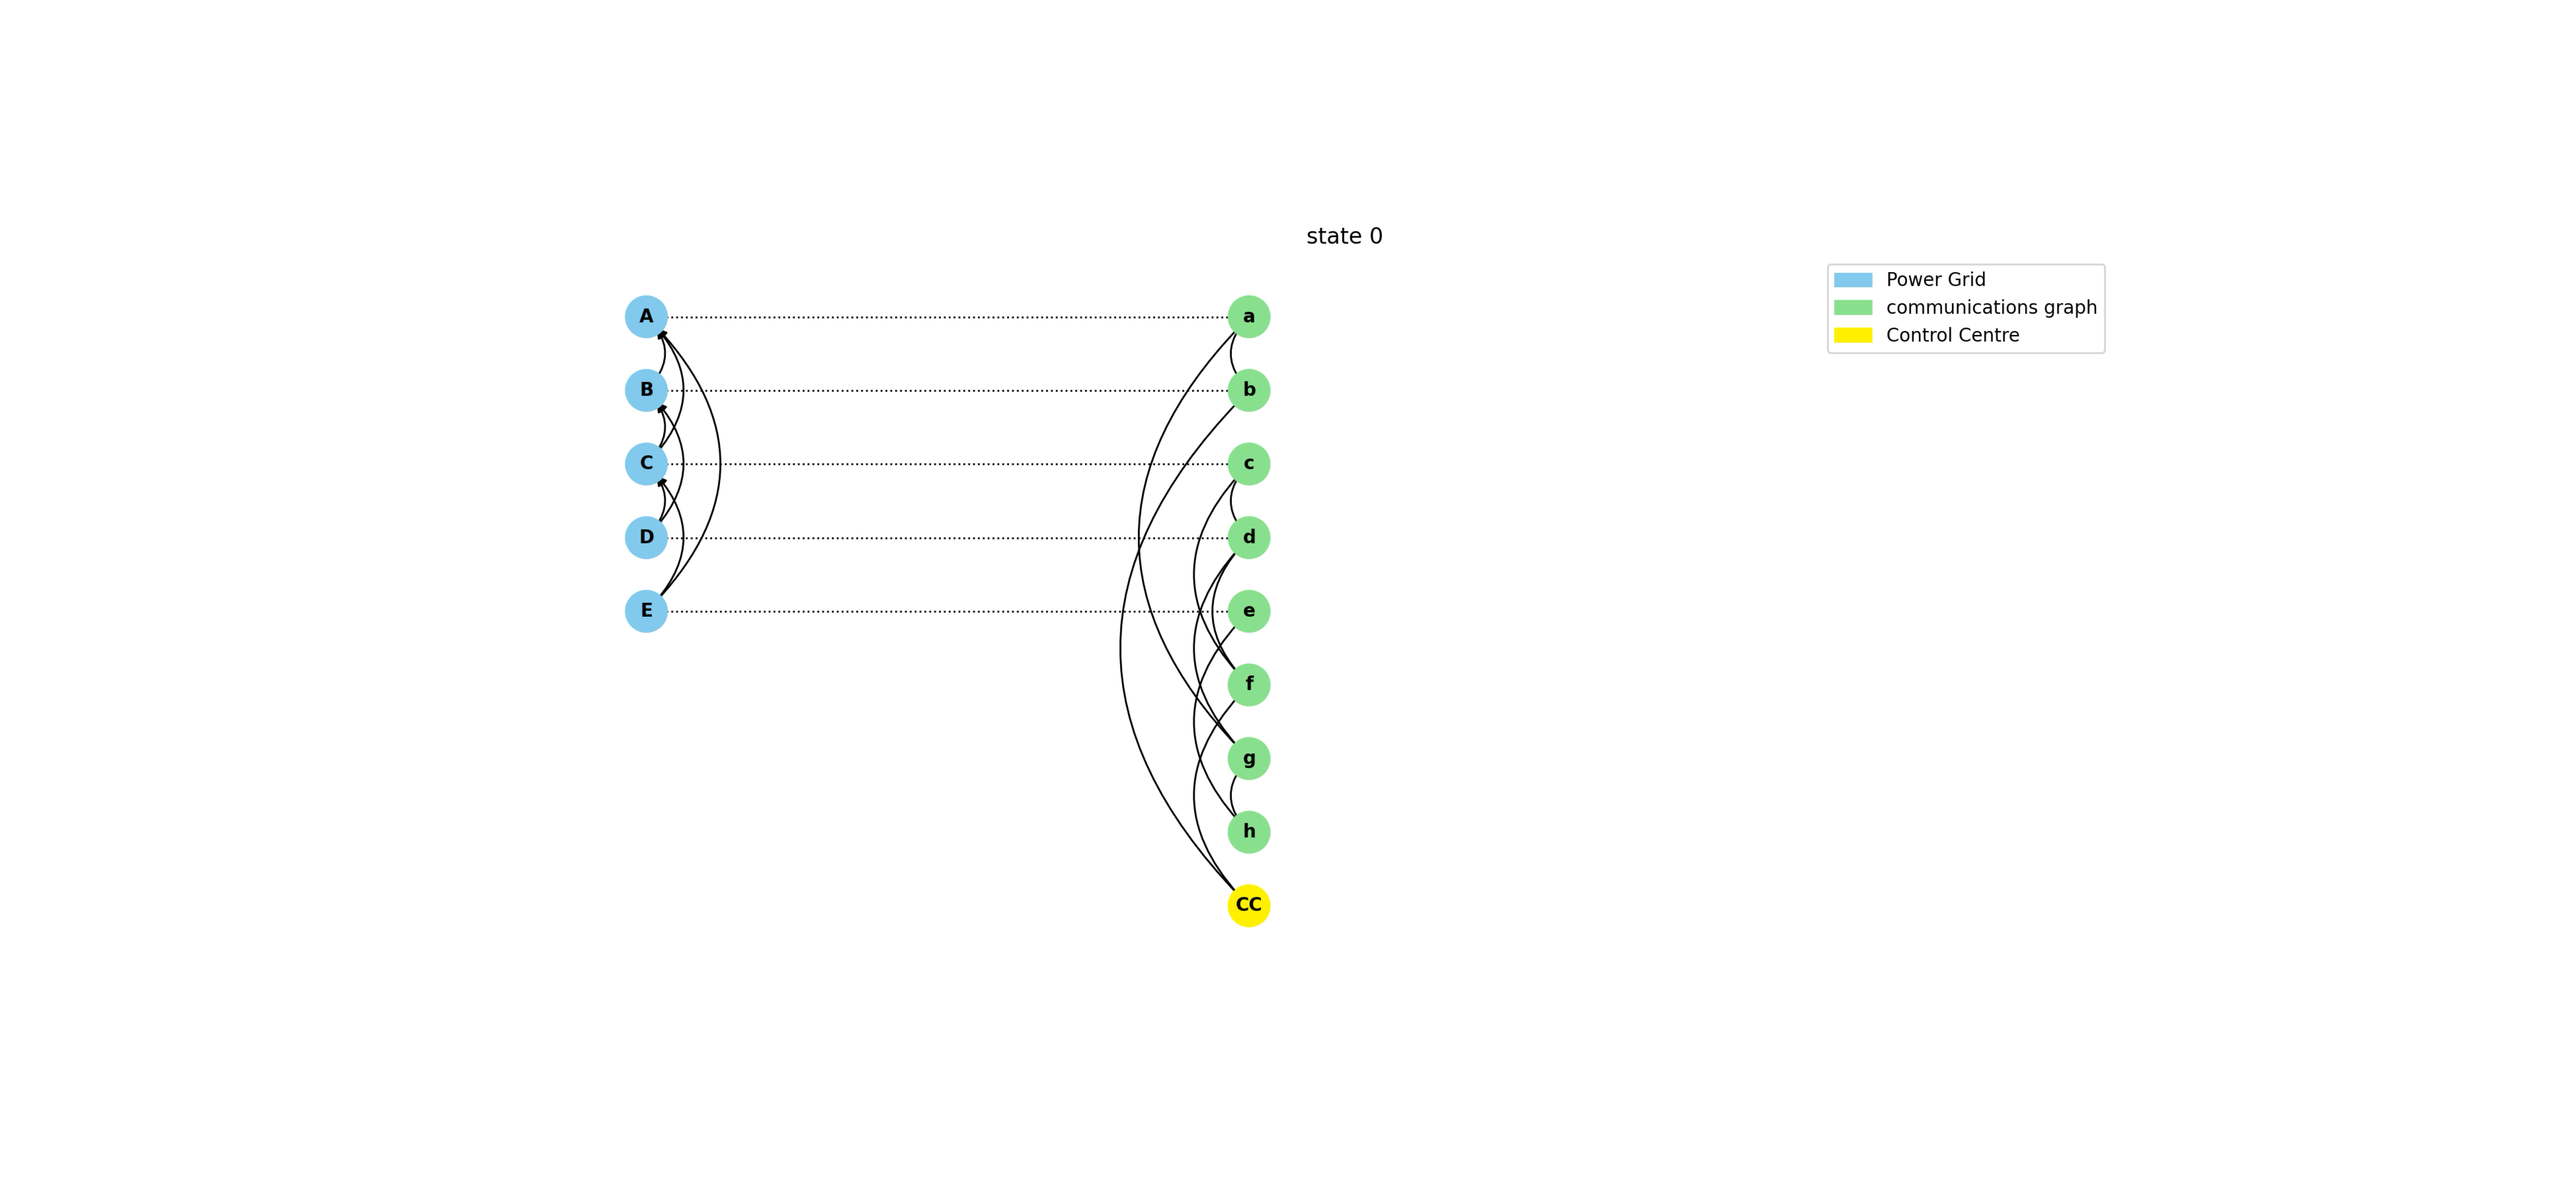 state 0
Power Grid
communications graph
Control Centre
A a
B b
C c
D d
E e
f
g
h
CC